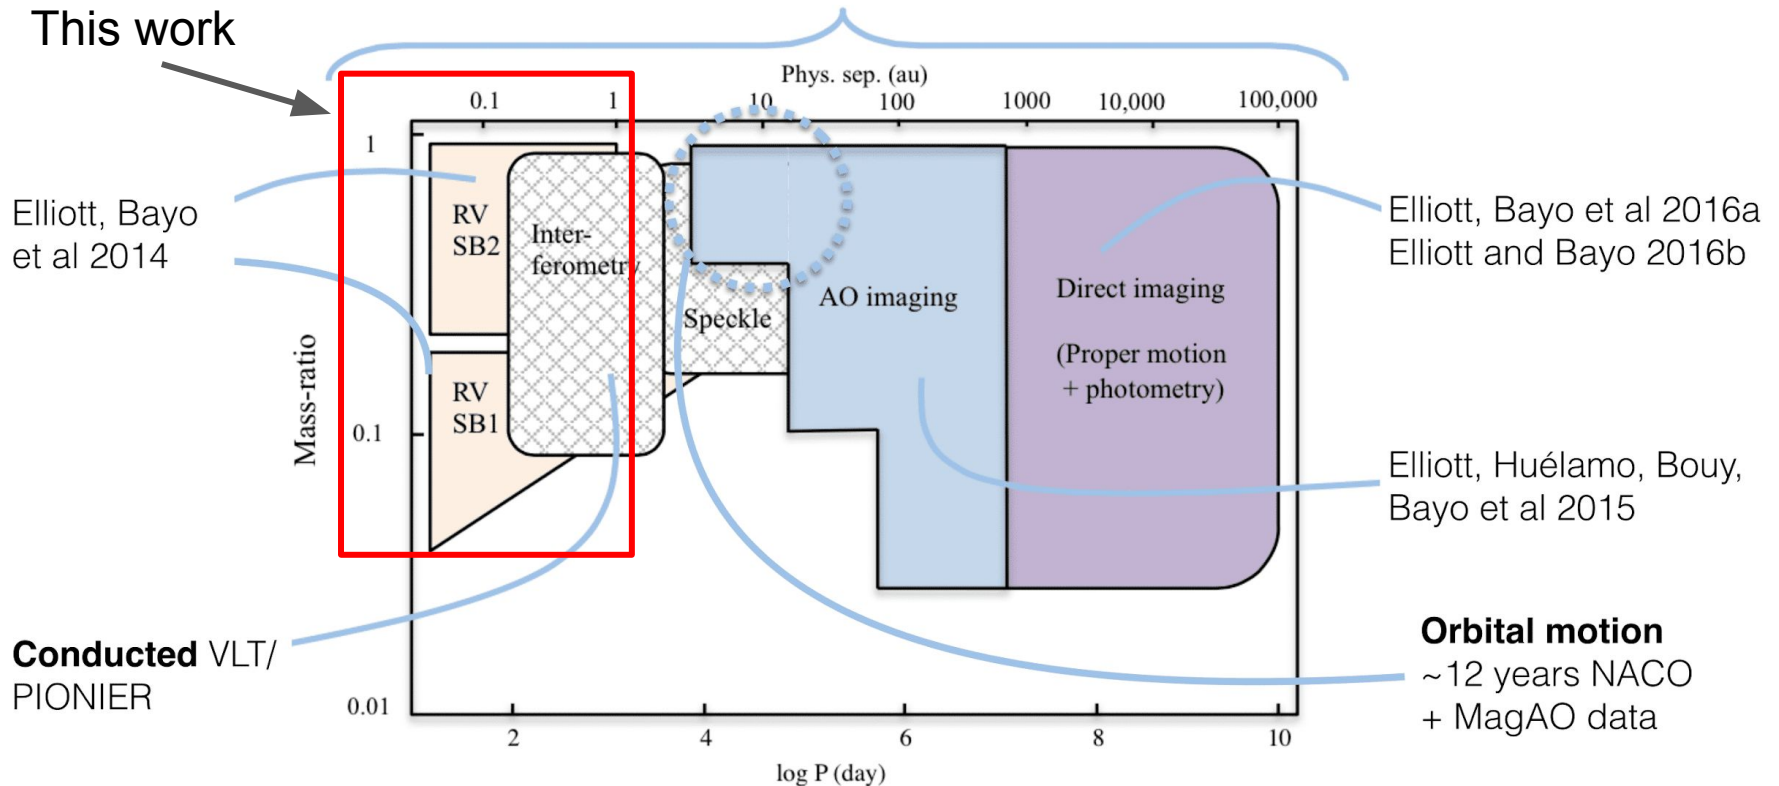 This work
Phys. sep. (au)
0.1 1 10 100 1000 10,000 100,000
1
0.1
0.01
Mass-ratio
Elliott, Bayo
et al 2014
RV
SB2
RV
SB1
Inter-
ferometry
Speckle
AO imaging
Direct imaging
(Proper motion
+ photometry)
Elliott, Bayo et al 2016a
Elliott and Bayo 2016b
Elliott, Huélamo, Bouy,
Bayo et al 2015
Conducted VLT/
PIONIER
Orbital motion
~12 years NACO
+ MagAO data
2 4 6 8 10
log P (day)